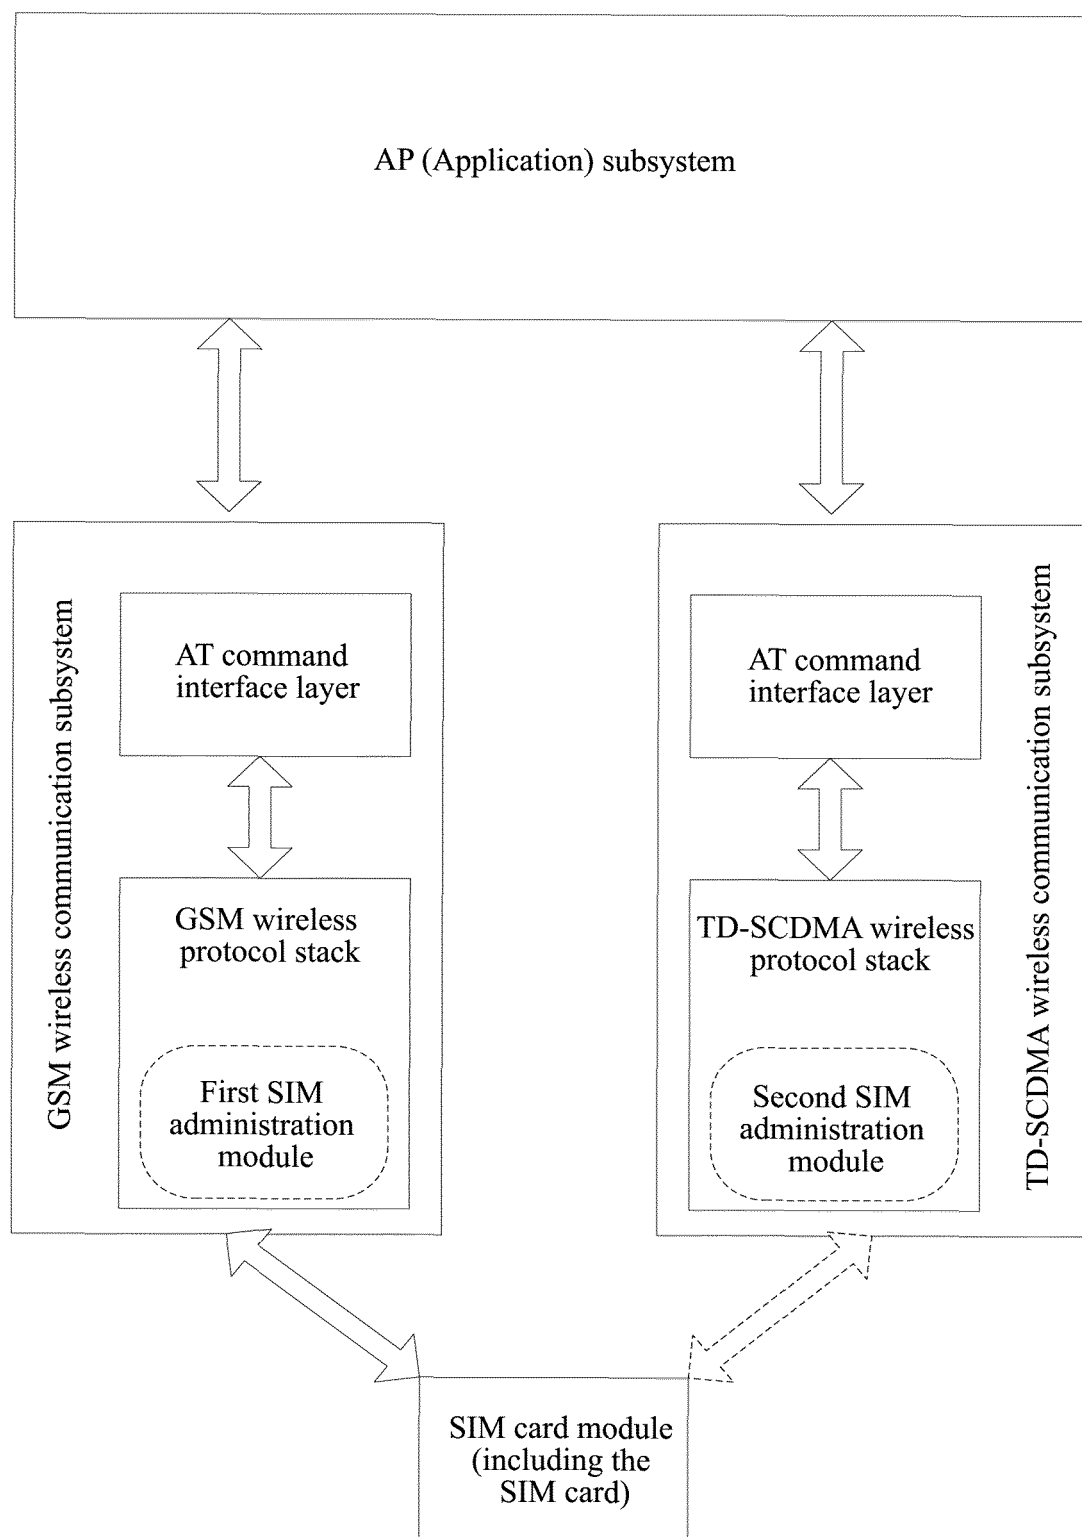 AP (Application) subsystem
GSM wireless communication subsystem
AT command
interface layer
GSM wireless
protocol stack
First SIM
administration
module
AT command
interface layer
TD-SCDMA wireless
protocol stack
Second SIM
administration
module
TD-SCDMA wireless communication subsystem
SIM card module
(including the
SIM card)